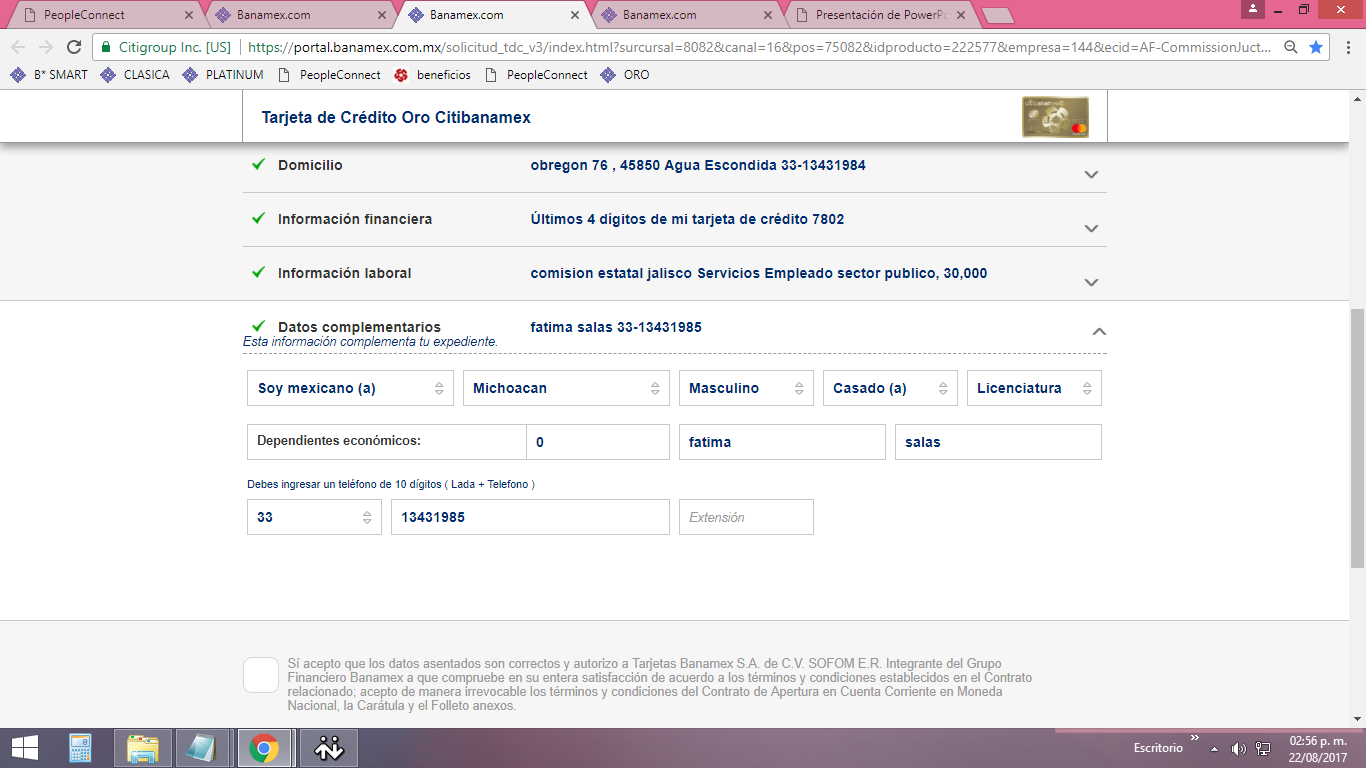 PeopleConnect
Banamex.com
Banamex.com
Banamex.com
Presentación de PowerPo
Citigroup Inc. [US]
https://portal.banamex.com.mx/solicitud_tdc_v3/index.html?surcursal=8082&canal=16&pos=75082&idproducto=222577&empresa=144&ecid=AF-CommissionJuct...
B* SMART
CLASICA
PLATINUM
PeopleConnect
beneficios
PeopleConnect
ORO
Tarjeta de Crédito Oro Citibanamex
Domicilio
obregon 76 , 45850 Agua Escondida 33-13431984
Información financiera
Últimos 4 dígitos de mi tarjeta de crédito 7802
Información laboral
comision estatal jalisco Servicios Empleado sector publico, 30,000
Datos complementarios
fatima salas 33-13431985
Esta información complementa tu expediente.
Soy mexicano (a)
Michoacan
Masculino
Casado (a)
Licenciatura
Dependientes económicos:
0
fatima
salas
Debes ingresar un teléfono de 10 dígitos ( Lada + Telefono )
33
13431985
Extensión
Sí acepto que los datos asentados son correctos y autorizo a Tarjetas Banamex S.A. de C.V. SOFOM E.R. Integrante del Grupo
Financiero Banamex a que compruebe en su entera satisfacción de acuerdo a los términos y condiciones establecidos en el Contrato
relacionado; acepto de manera irrevocable los términos y condiciones del Contrato de Apertura en Cuenta Corriente en Moneda
Nacional, la Carátula y el Folleto anexos.
Escritorio
02:56 p. m.
22/08/2017